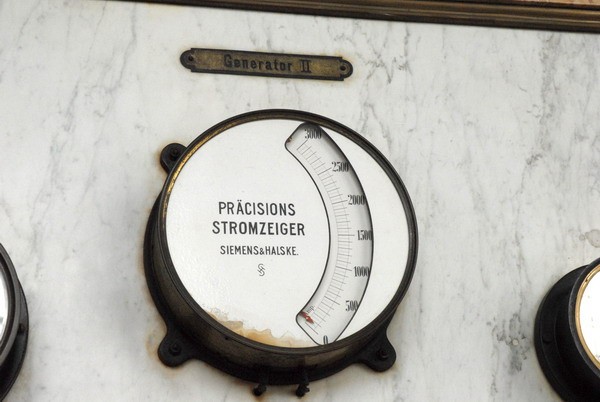 Generator II
PRÄCISIONS
STROMZEIGER
SIEMENS&HALSKE.
3000
2500
2000
1500
1000
500
0